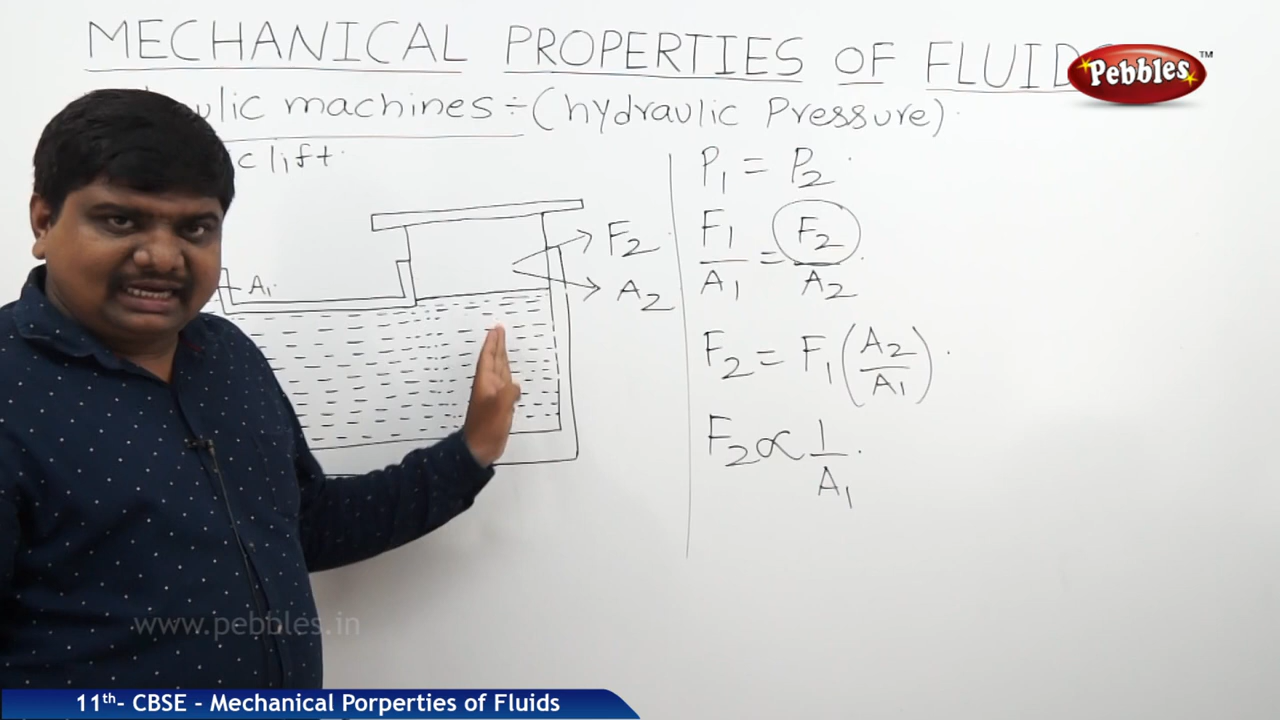 MECHANICAL PROPERTIES OF FLUID
Pebbles™
ulic machines :- (hydraulic Pressure).
c lift.
A₁.
F₂
A₂
P₁ = P₂.
F₁/A₁ = F₂/A₂.
F₂ = F₁(A₂/A₁).
F₂ ∝ 1/A₁.
www.pebbles.in
11th- CBSE - Mechanical Porperties of Fluids